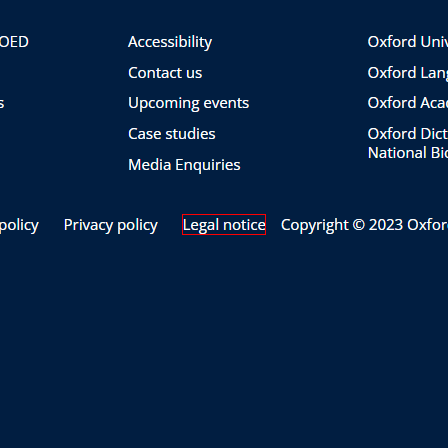 OED Accessibility Oxford Univ
Contact us Oxford Lan
s Upcoming events Oxford Aca
Case studies Oxford Dict
National Bi
Media Enquiries
policy Privacy policy Legal notice Copyright © 2023 Oxfor